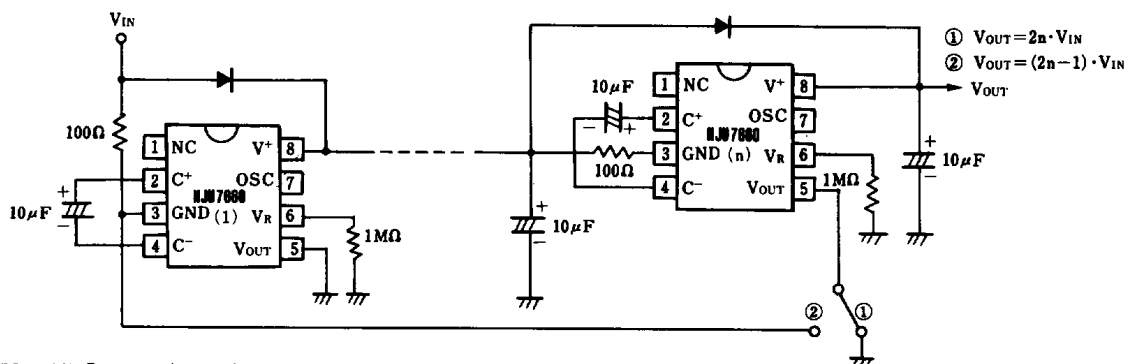 VIN
100Ω
1 NC
V+ 8
2 C+
OSC 7
NJU7660
3 GND (1)
VR 6
4 C-
VOUT 5
+
10μF
-
1MΩ
10μF
- +
1 NC
V+ 8
2 C+
OSC 7
NJU7660
3 GND (n)
VR 6
4 C-
VOUT 5
100Ω
1MΩ
+
10μF
-
+
10μF
-
① VOUT=2n·VIN
② VOUT=(2n-1)·VIN
VOUT
② ①